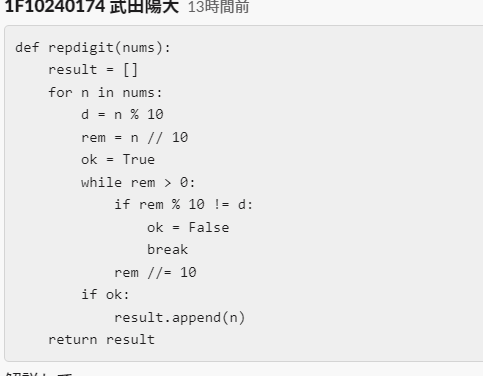 1F10240174 武田陽大 13時間前
def repdigit(nums):
    result = []
    for n in nums:
        d = n % 10
        rem = n // 10
        ok = True
        while rem > 0:
            if rem % 10 != d:
                ok = False
                break
            rem //= 10
        if ok:
            result.append(n)
    return result